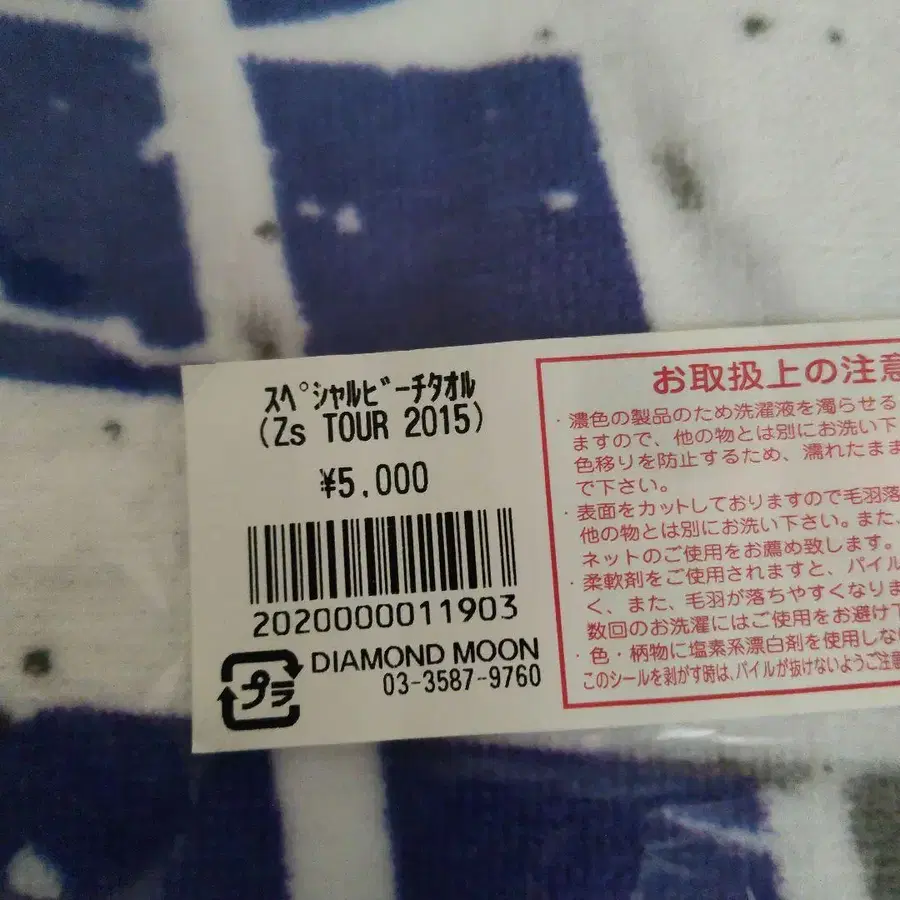 ｽﾍﾟｼｬﾙﾋﾞｰﾁﾀｵﾙ
(Zs TOUR 2015)
¥5,000
2020000011903
プラ
DIAMOND MOON
03-3587-9760
お取扱上の注意
・濃色の製品のため洗濯液を濁らせる
ますので、他の物とは別にお洗い下
色移りを防止するため、濡れたまま
で下さい。
・表面をカットしておりますので毛羽落
他の物とは別にお洗い下さい。また、
ネットのご使用をお薦め致します。
・柔軟剤をご使用されますと、パイル
く、また、毛羽が落ちやすくなりま
数回のお洗濯にはご使用をお避け下
・色・柄物に塩素系漂白剤を使用しな
このシールを剥がす時は、パイルが抜けないようご注意